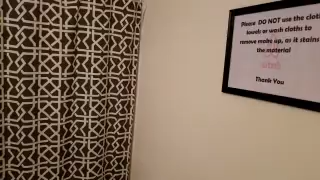 Please DO NOT use the cloth
towels or wash cloths to
remove make up, as it stains
the material
Thank You